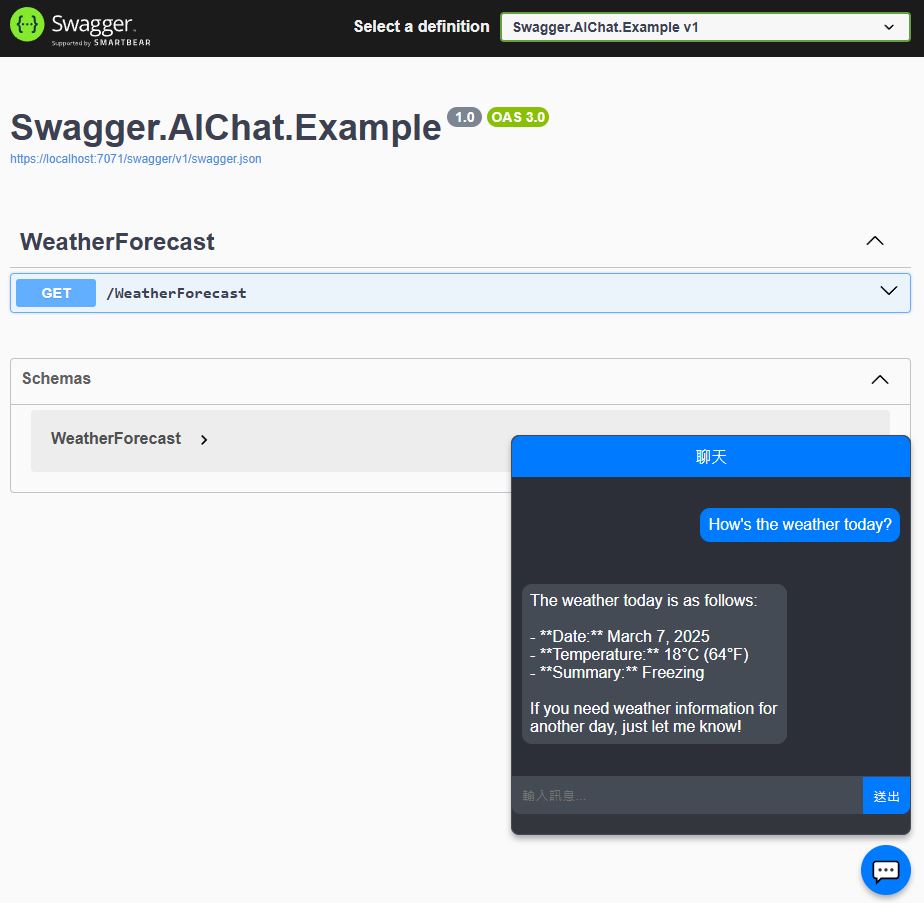 Swagger.
Supported by SMARTBEAR
Select a definition
Swagger.AIChat.Example v1
Swagger.AIChat.Example 1.0 OAS 3.0
https://localhost:7071/swagger/v1/swagger.json
WeatherForecast
GET /WeatherForecast
Schemas
WeatherForecast
聊天
How's the weather today?
The weather today is as follows:
- **Date:** March 7, 2025
- **Temperature:** 18°C (64°F)
- **Summary:** Freezing
If you need weather information for
another day, just let me know!
輸入訊息...
送出